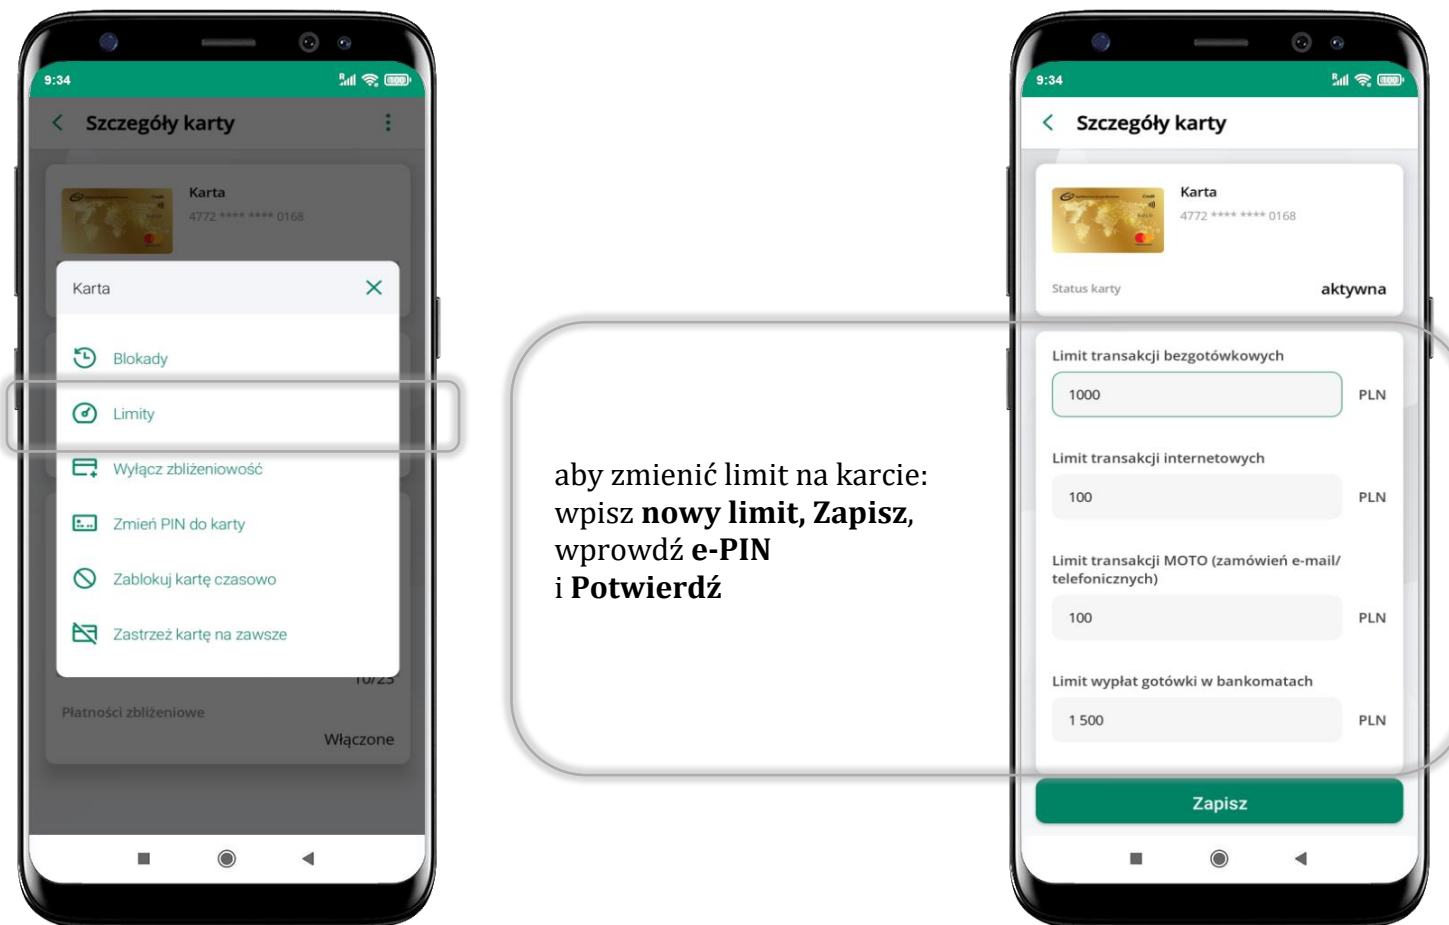 9:34
Szczegóły karty
Karta
4772 **** **** 0168
Karta
Blokady
Limity
Wyłącz zbliżeniowość
Zmień PIN do karty
Zablokuj kartę czasowo
Zastrzeż kartę na zawsze
10/25
Płatności zbliżeniowe
Włączone
aby zmienić limit na karcie:
wpisz nowy limit, Zapisz,
wprowdź e-PIN
i Potwierdź
9:34
Szczegóły karty
Karta
4772 **** **** 0168
Status karty
aktywna
Limit transakcji bezgotówkowych
1000 PLN
Limit transakcji internetowych
100 PLN
Limit transakcji MOTO (zamówień e-mail/
telefonicznych)
100 PLN
Limit wypłat gotówki w bankomatach
1 500 PLN
Zapisz